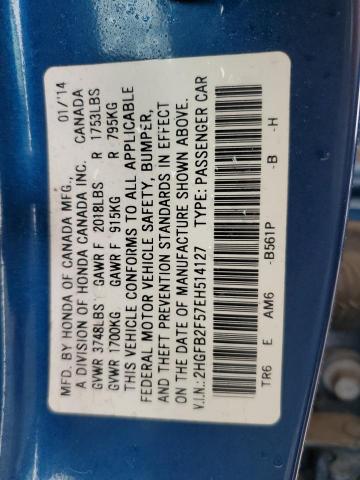 MFD. BY HONDA OF CANADA MFG., 01/14
A DIVISION OF HONDA CANADA INC. CANADA
GVWR 3748LBS GAWR F 2018LBS R 1753LBS
GVWR 1700KG GAWR F 915KG R 795KG
THIS VEHICLE CONFORMS TO ALL APPLICABLE
FEDERAL MOTOR VEHICLE SAFETY, BUMPER,
AND THEFT PREVENTION STANDARDS IN EFFECT
ON THE DATE OF MANUFACTURE SHOWN ABOVE.
V.I.N.: 2HGFB2F57EH514127 TYPE: PASSENGER CAR
TR6 E AM6 -B561P -B -H